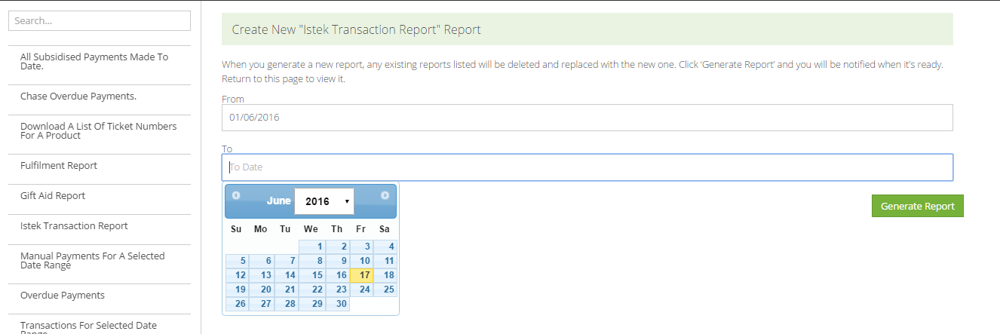 Search...
All Subsidised Payments Made To
Date.
Chase Overdue Payments.
Download A List Of Ticket Numbers
For A Product
Fulfilment Report
Gift Aid Report
Istek Transaction Report
Manual Payments For A Selected
Date Range
Overdue Payments
Transactions For Selected Date
Range
Create New "Istek Transaction Report" Report
When you generate a new report, any existing reports listed will be deleted and replaced with the new one. Click ‘Generate Report’ and you will be notified when it’s ready.
Return to this page to view it.
From
01/06/2016
To
To Date
June 2016
Su Mo Tu We Th Fr Sa
1 2 3 4
5 6 7 8 9 10 11
12 13 14 15 16 17 18
19 20 21 22 23 24 25
26 27 28 29 30
Generate Report